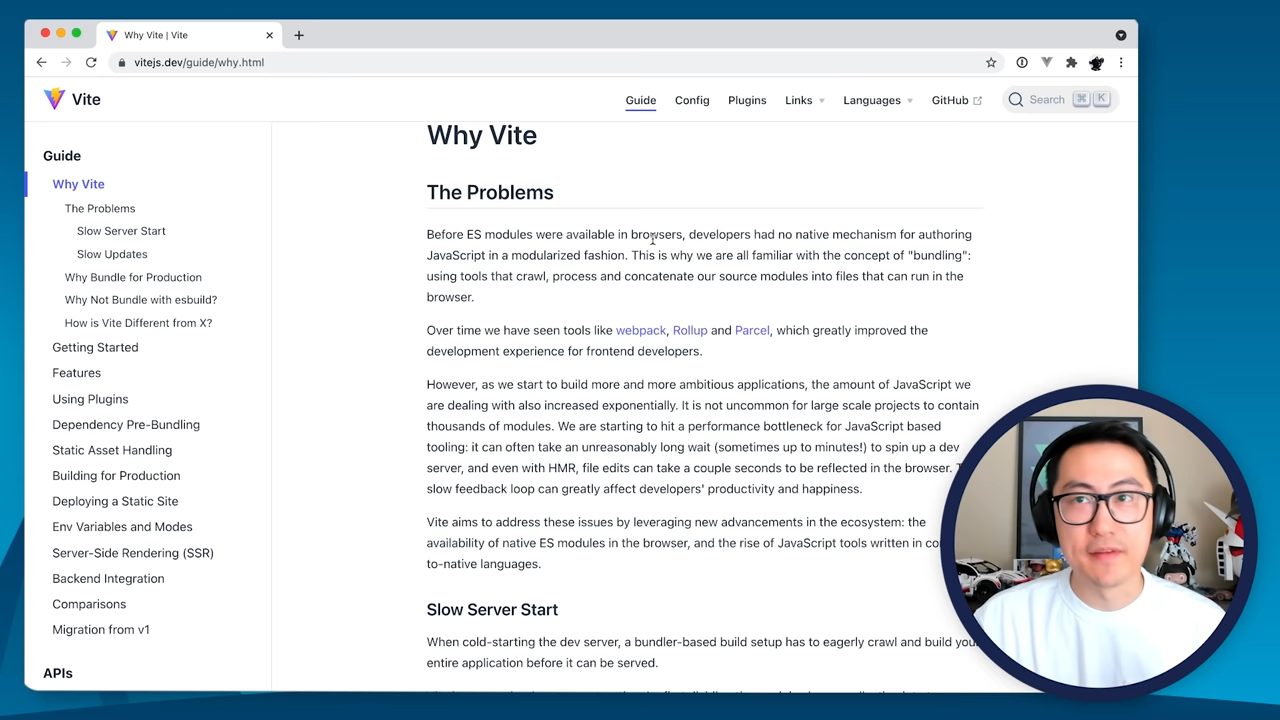 Why Vite | Vite
vitejs.dev/guide/why.html
Vite
Guide
Config
Plugins
Links
Languages
GitHub
Search
⌘
K
Guide
Why Vite
The Problems
Slow Server Start
Slow Updates
Why Bundle for Production
Why Not Bundle with esbuild?
How is Vite Different from X?
Getting Started
Features
Using Plugins
Dependency Pre-Bundling
Static Asset Handling
Building for Production
Deploying a Static Site
Env Variables and Modes
Server-Side Rendering (SSR)
Backend Integration
Comparisons
Migration from v1
APIs
Why Vite
The Problems
Before ES modules were available in browsers, developers had no native mechanism for authoring
JavaScript in a modularized fashion. This is why we are all familiar with the concept of "bundling":
using tools that crawl, process and concatenate our source modules into files that can run in the
browser.
Over time we have seen tools like webpack, Rollup and Parcel, which greatly improved the
development experience for frontend developers.
However, as we start to build more and more ambitious applications, the amount of JavaScript we
are dealing with also increased exponentially. It is not uncommon for large scale projects to contain
thousands of modules. We are starting to hit a performance bottleneck for JavaScript based
tooling: it can often take an unreasonably long wait (sometimes up to minutes!) to spin up a dev
server, and even with HMR, file edits can take a couple seconds to be reflected in the browser.
slow feedback loop can greatly affect developers' productivity and happiness.
Vite aims to address these issues by leveraging new advancements in the ecosystem: the
availability of native ES modules in the browser, and the rise of JavaScript tools written in
to-native languages.
Slow Server Start
When cold-starting the dev server, a bundler-based build setup has to eagerly crawl and build
entire application before it can be served.